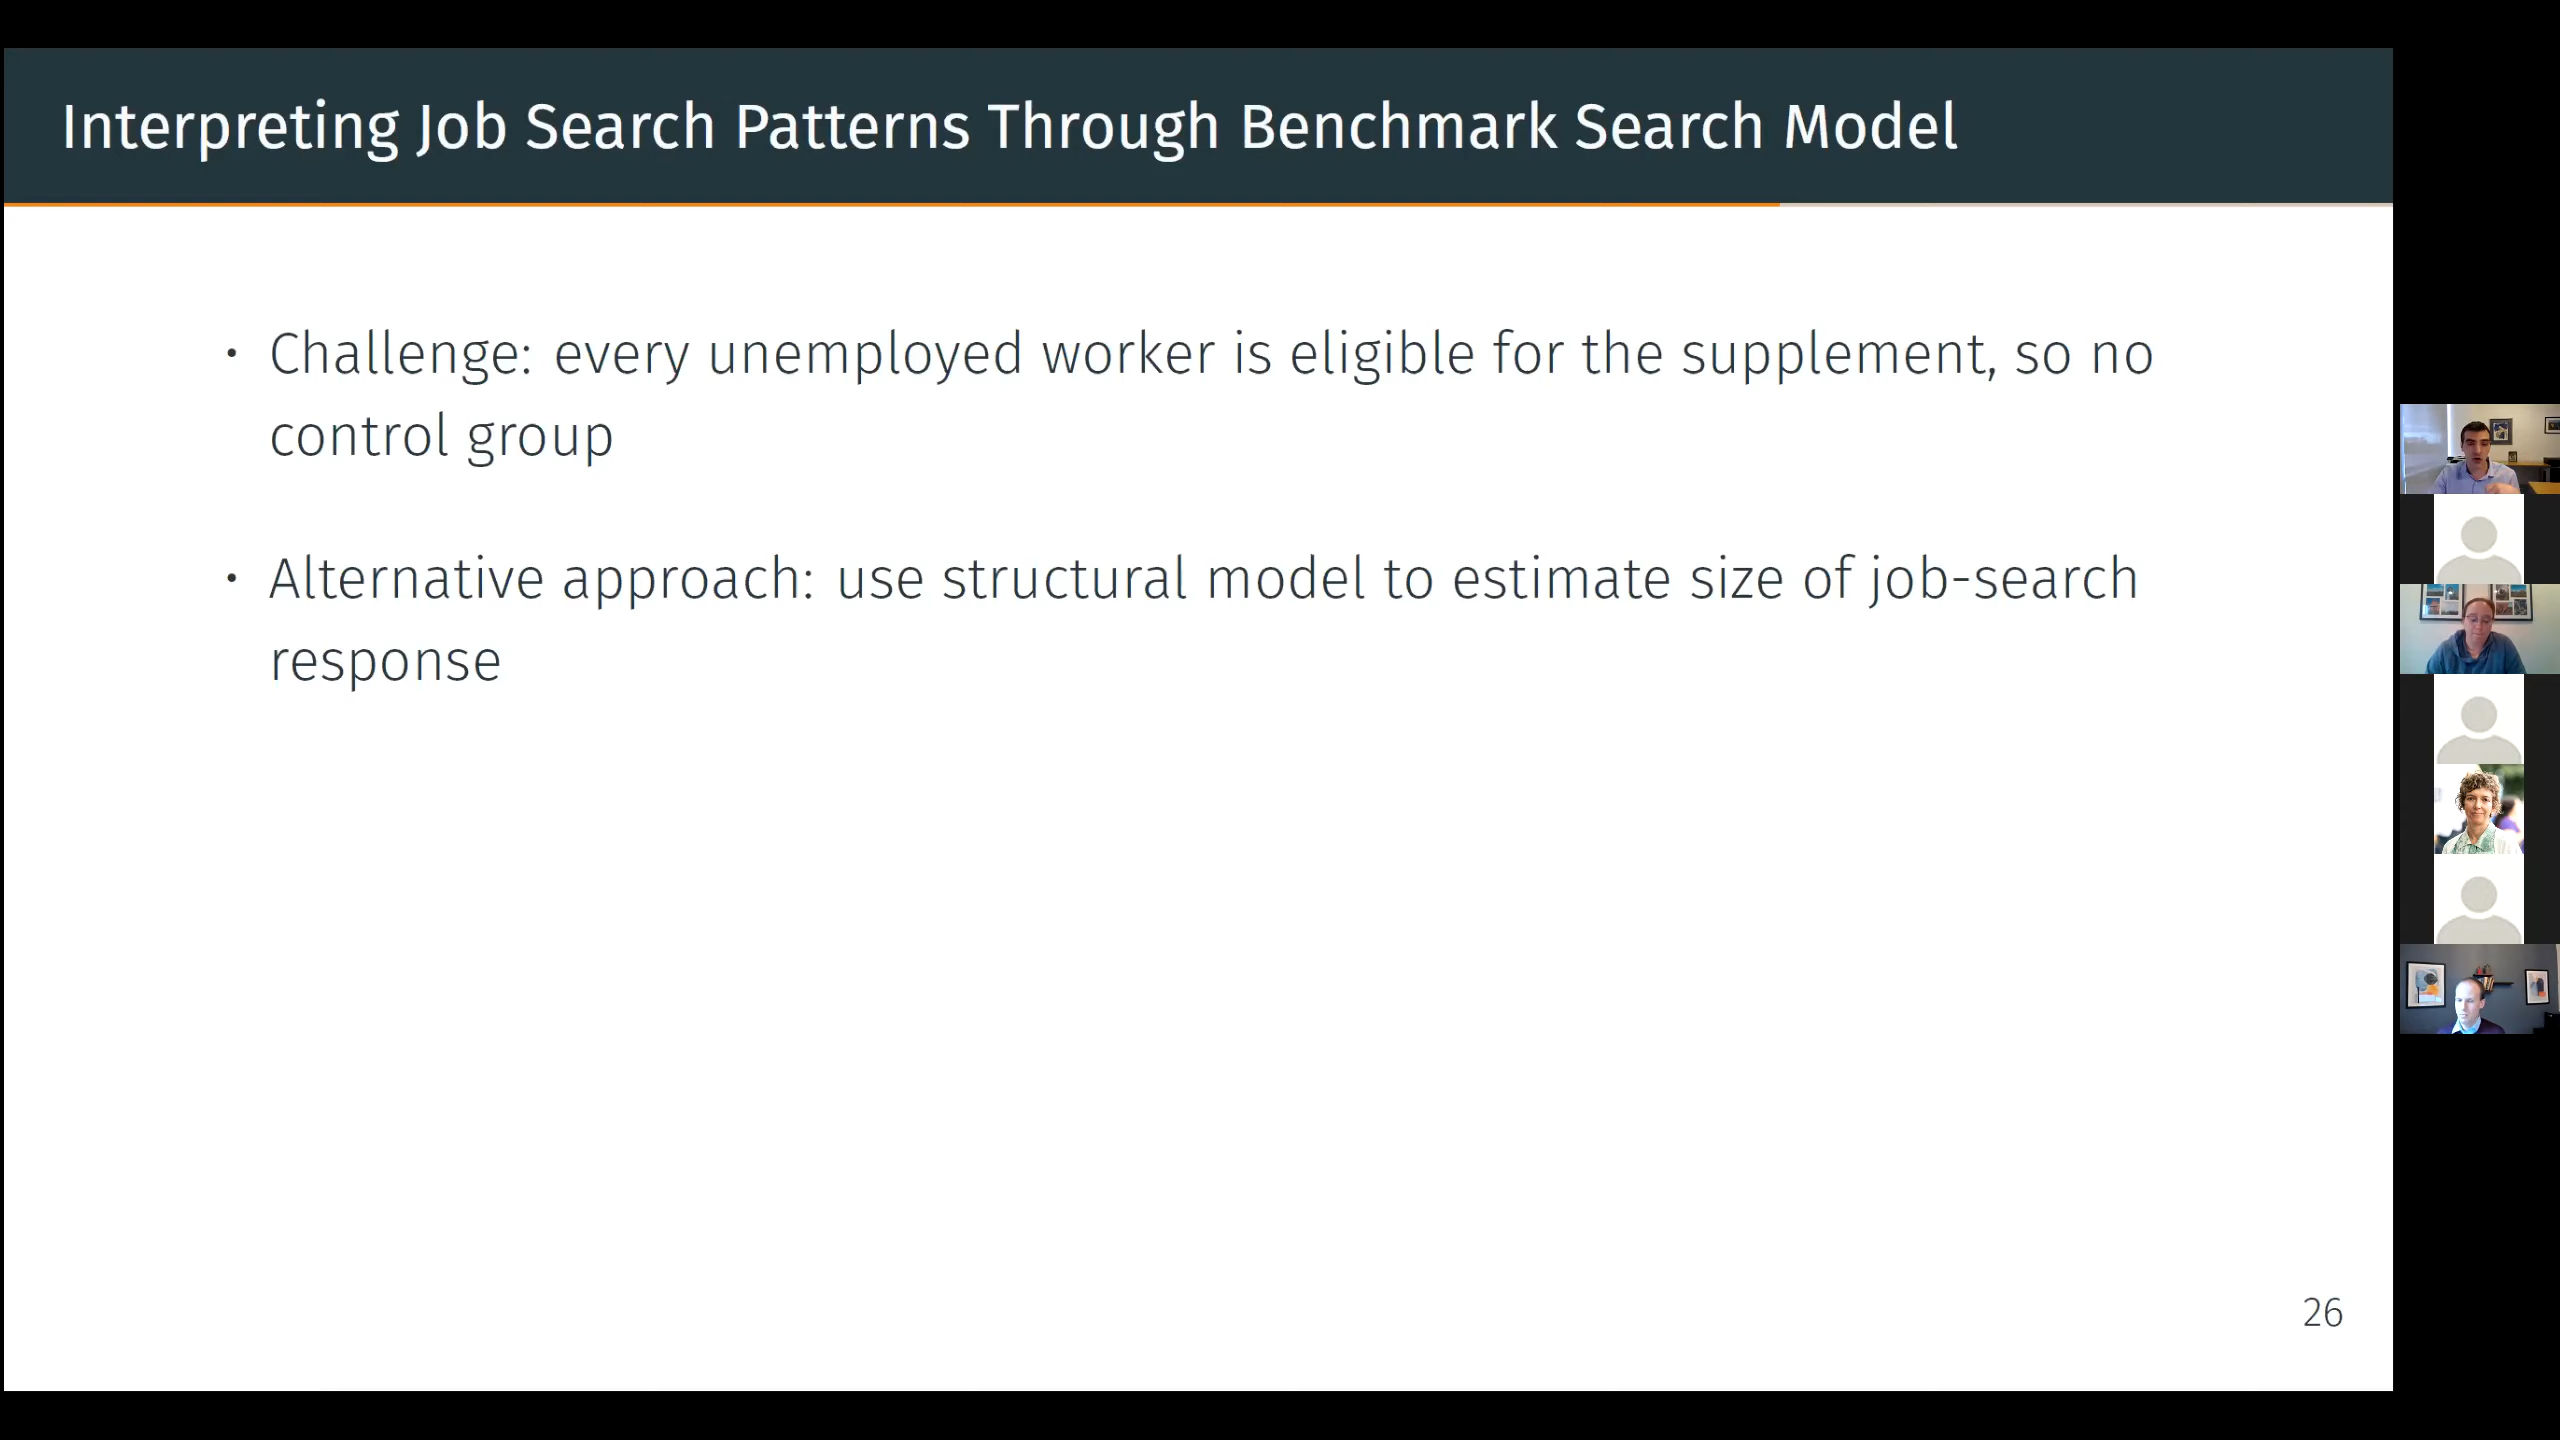 Interpreting Job Search Patterns Through Benchmark Search Model
• Challenge: every unemployed worker is eligible for the supplement, so no
control group
• Alternative approach: use structural model to estimate size of job-search
response
26